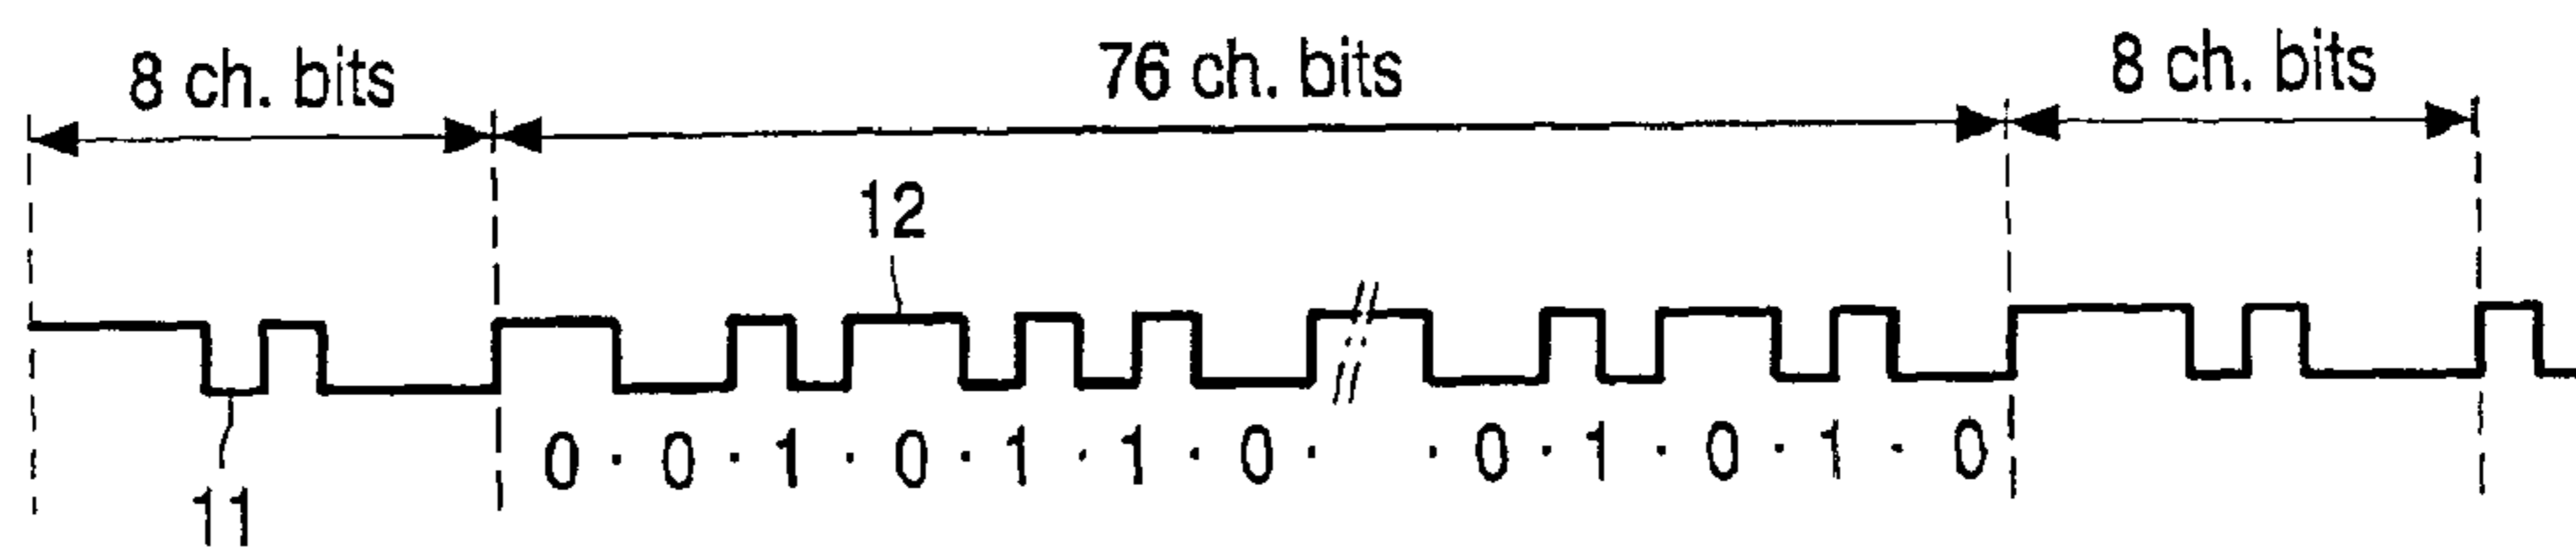 8 ch. bits 76 ch. bits 8 ch. bits
12
0 · 0 · 1 · 0 · 1 · 1 · 0 · · 0 · 1 · 0 · 1 · 0
11